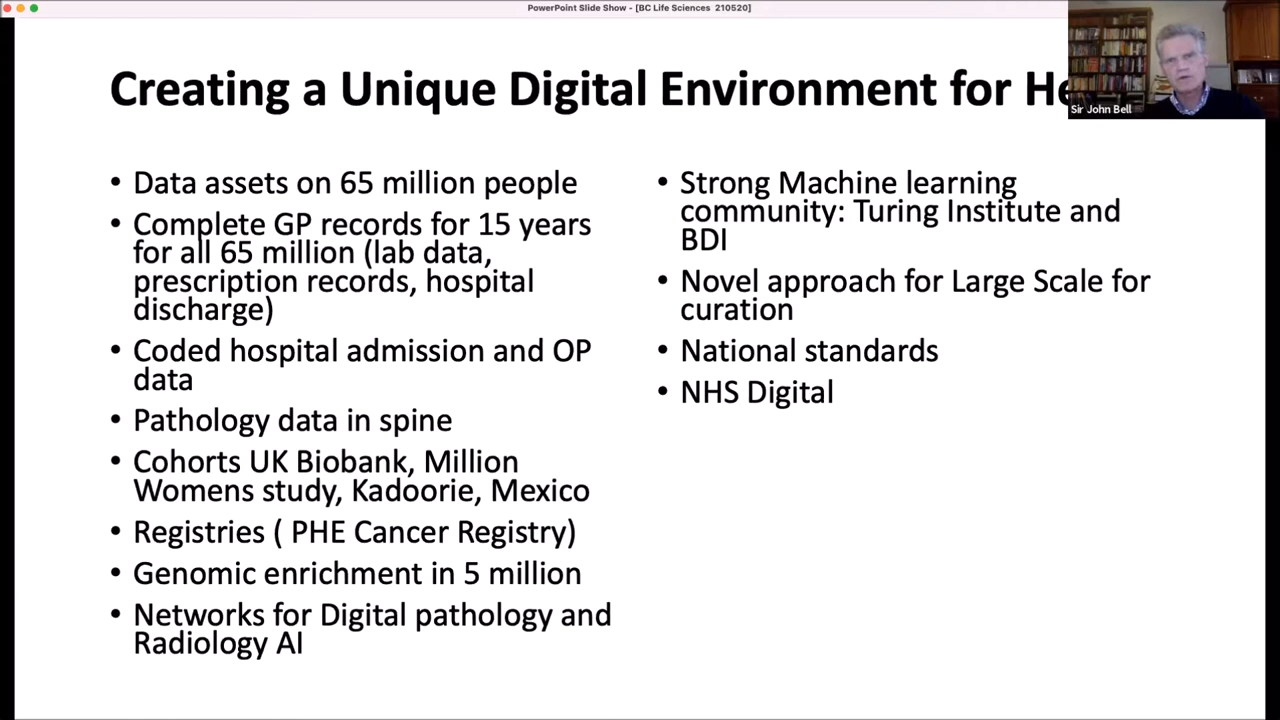 PowerPoint Slide Show - [BC Life Sciences 210520]
Creating a Unique Digital Environment for
Sir John Bell
• Data assets on 65 million people
• Complete GP records for 15 years
for all 65 million (lab data,
prescription records, hospital
discharge)
• Coded hospital admission and OP
data
• Pathology data in spine
• Cohorts UK Biobank, Million
Womens study, Kadoorie, Mexico
• Registries ( PHE Cancer Registry)
• Genomic enrichment in 5 million
• Networks for Digital pathology and
Radiology AI
• Strong Machine learning
community: Turing Institute and
BDI
• Novel approach for Large Scale for
curation
• National standards
• NHS Digital